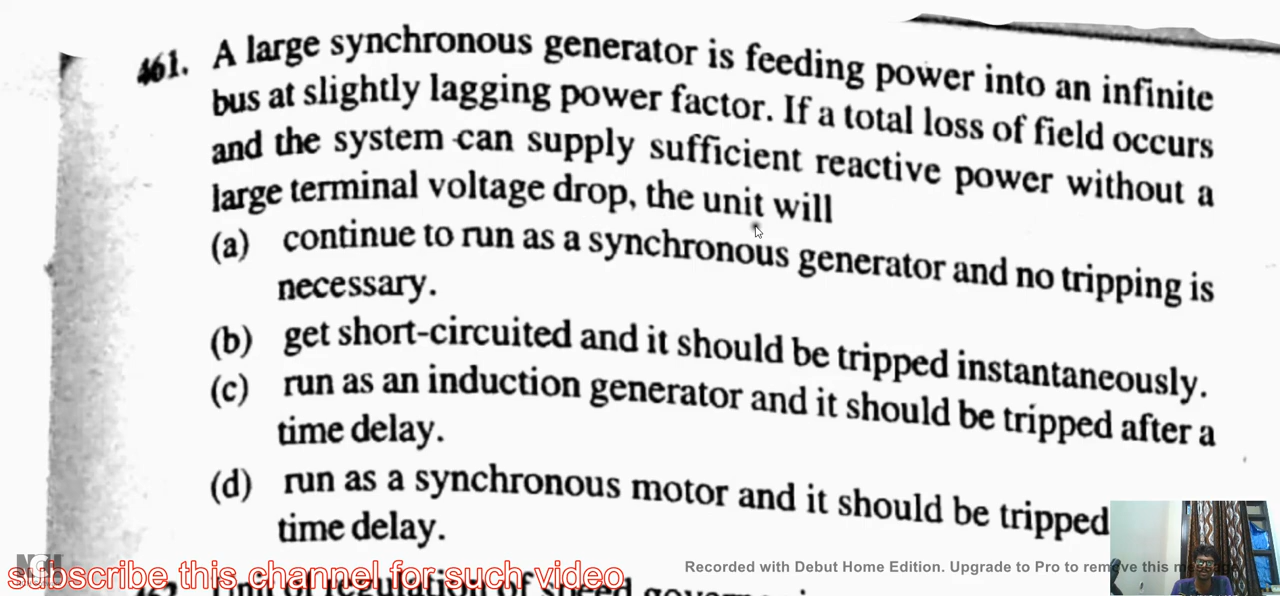 461. A large synchronous generator is feeding power into an infinite
bus at slightly lagging power factor. If a total loss of field occurs
and the system can supply sufficient reactive power without a
large terminal voltage drop, the unit will
(a) continue to run as a synchronous generator and no tripping is
necessary.
(b) get short-circuited and it should be tripped instantaneously.
(c) run as an induction generator and it should be tripped after a
time delay.
(d) run as a synchronous motor and it should be tripped
time delay.
subscribe this channel for such video.
Recorded with Debut Home Edition. Upgrade to Pro to remove this message